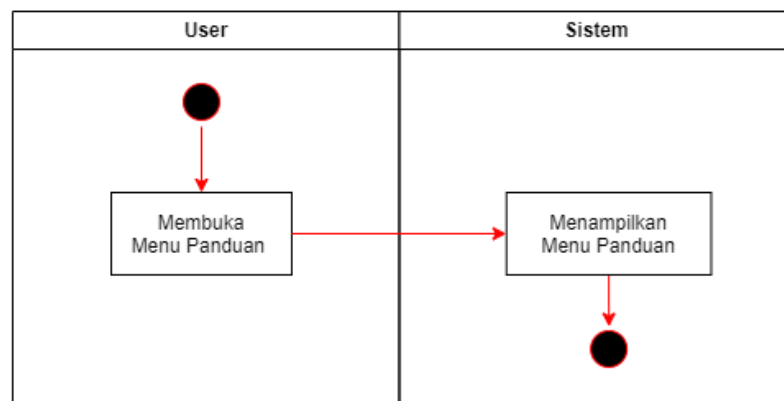 User
Sistem
Membuka
Menu Panduan
Menampilkan
Menu Panduan